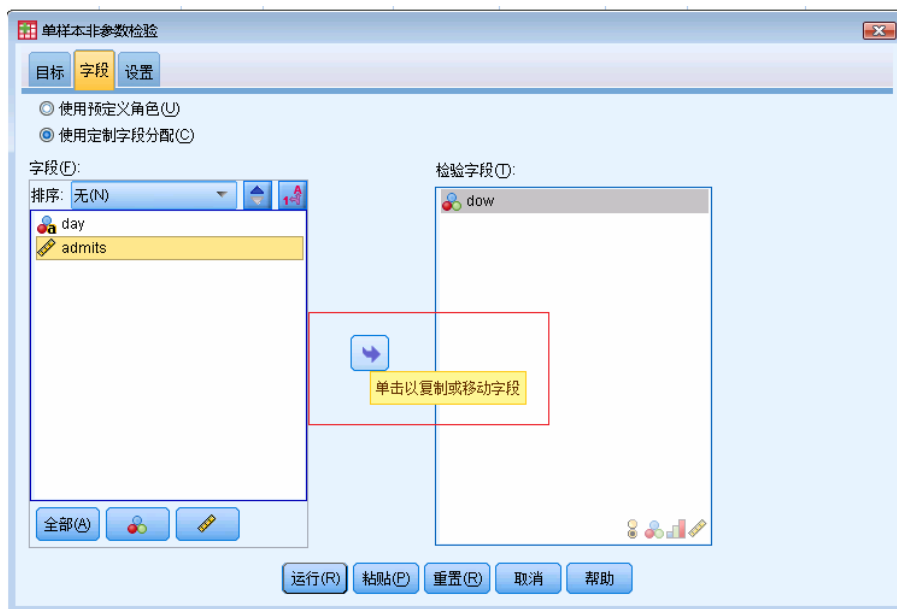 单样本非参数检验
目标 字段 设置
使用预定义角色(U)
使用定制字段分配(C)
字段(F):
检验字段(T):
排序: 无(N)
day
admits
dow
单击以复制或移动字段
全部(A)
运行(R) 粘贴(P) 重置(R) 取消 帮助